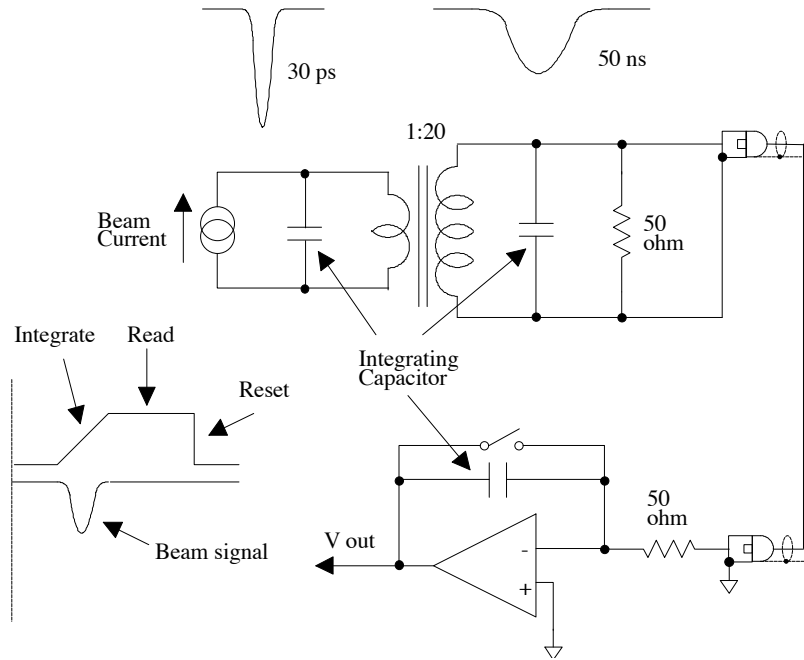 30 ps
50 ns
1:20
Beam
Current
50
ohm
Integrate
Read
Reset
Integrating
Capacitor
Beam signal
V out
-
+
50
ohm